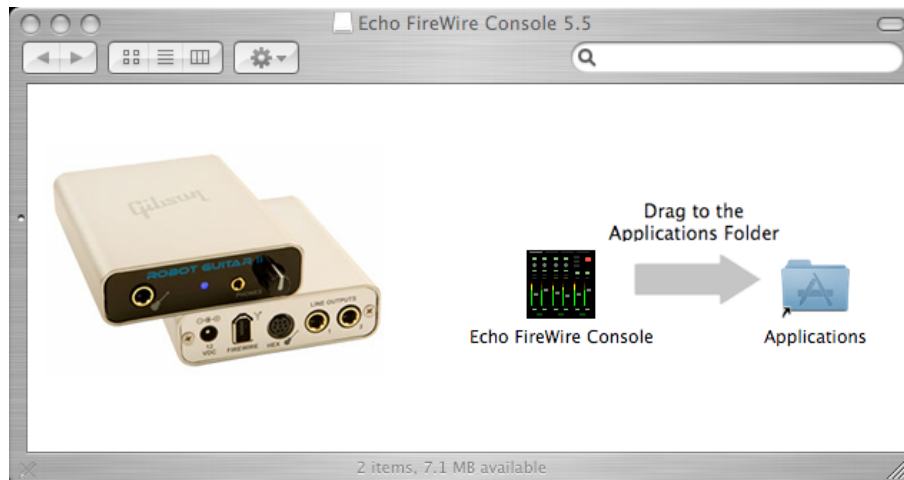 Echo FireWire Console 5.5
Gibson
ROBOT GUITAR
PHONES
LINE OUTPUTS
12
VDC
FIREWIRE
HEX
1
2
Drag to the
Applications Folder
Echo FireWire Console
Applications
2 items, 7.1 MB available